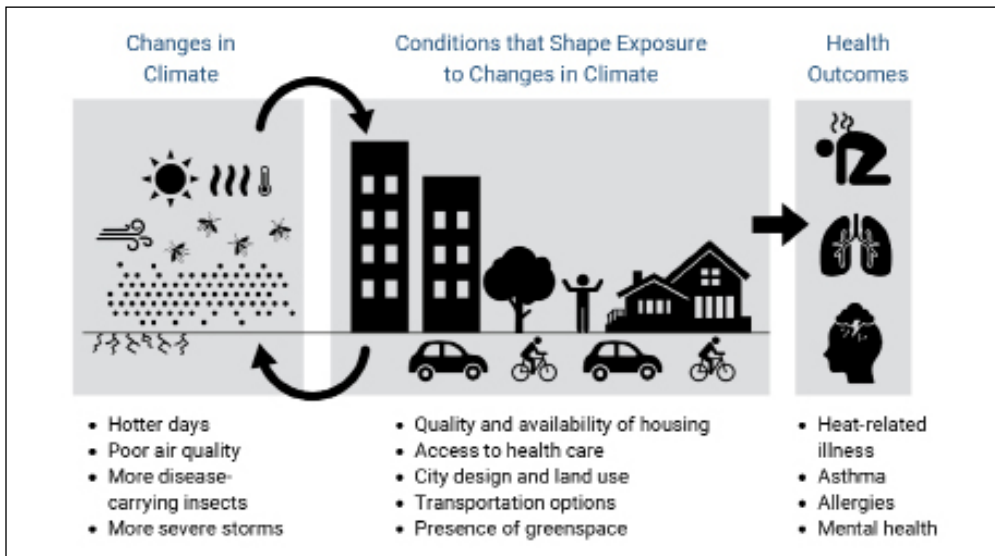 Changes in
Climate
Conditions that Shape Exposure
to Changes in Climate
Health
Outcomes
• Hotter days
• Poor air quality
• More disease-
carrying insects
• More severe storms
• Quality and availability of housing
• Access to health care
• City design and land use
• Transportation options
• Presence of greenspace
• Heat-related
illness
• Asthma
• Allergies
• Mental health